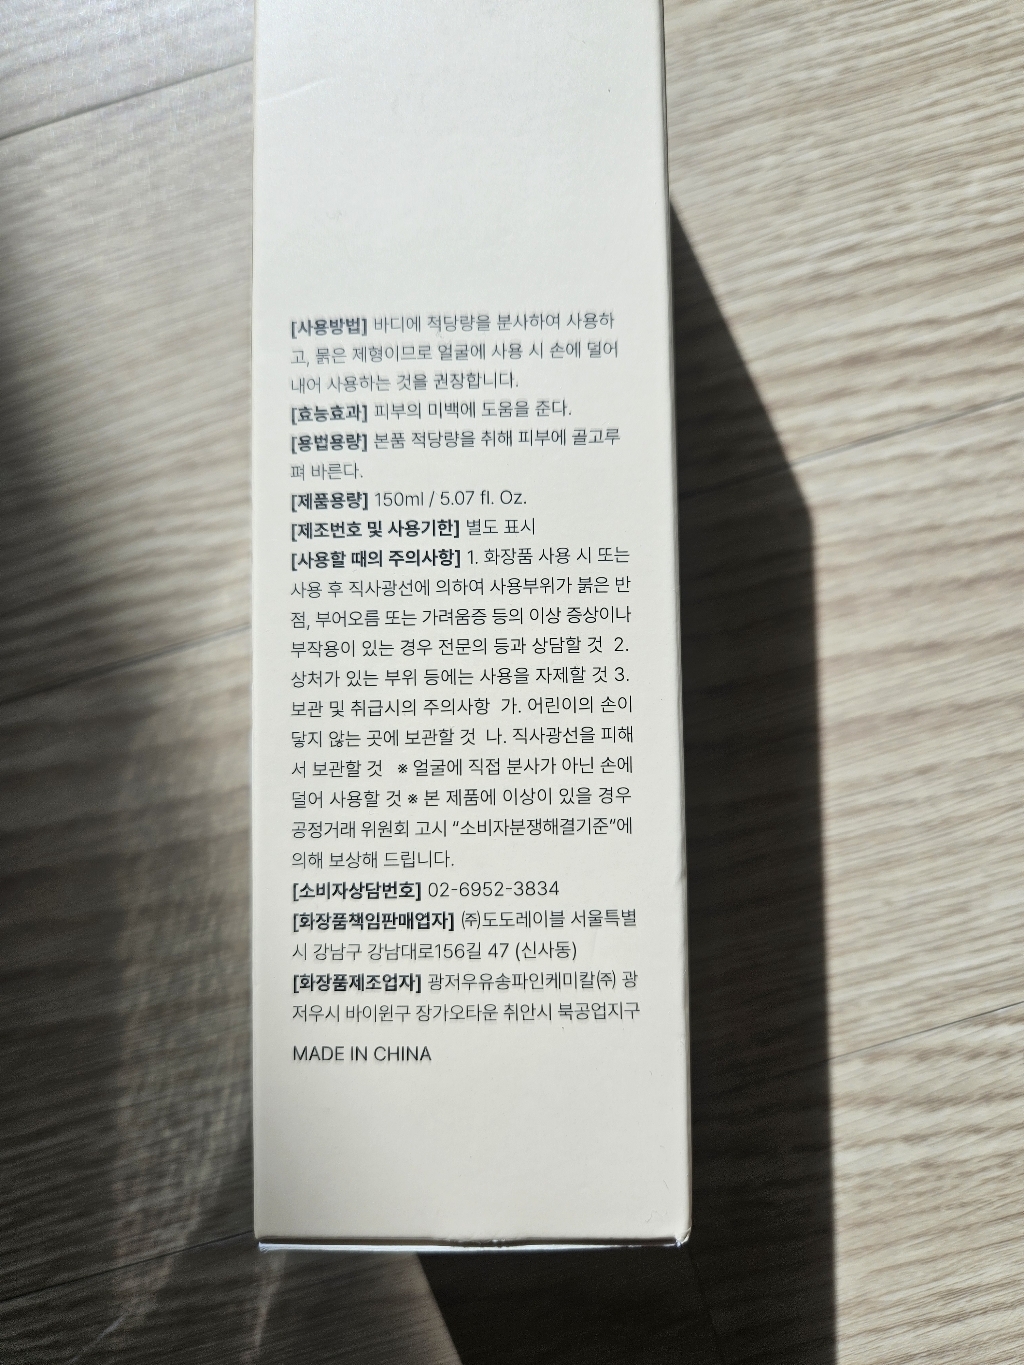 [사용방법] 바디에 적당량을 분사하여 사용하
고, 묽은 제형이므로 얼굴에 사용 시 손에 덜어
내어 사용하는 것을 권장합니다.
[효능효과] 피부의 미백에 도움을 준다.
[용법용량] 본품 적당량을 취해 피부에 골고루
펴 바른다.
[제품용량] 150ml / 5.07 fl. Oz.
[제조번호 및 사용기한] 별도 표시
[사용할 때의 주의사항] 1. 화장품 사용 시 또는
사용 후 직사광선에 의하여 사용부위가 붉은 반
점, 부어오름 또는 가려움증 등의 이상 증상이나
부작용이 있는 경우 전문의 등과 상담할 것 2.
상처가 있는 부위 등에는 사용을 자제할 것 3.
보관 및 취급시의 주의사항 가. 어린이의 손이
닿지 않는 곳에 보관할 것 나. 직사광선을 피해
서 보관할 것 ※ 얼굴에 직접 분사가 아닌 손에
덜어 사용할 것 ※ 본 제품에 이상이 있을 경우
공정거래 위원회 고시 “소비자분쟁해결기준”에
의해 보상해 드립니다.
[소비자상담번호] 02-6952-3834
[화장품책임판매업자] ㈜도도레이블 서울특별
시 강남구 강남대로156길 47 (신사동)
[화장품제조업자] 광저우유송파인케미칼㈜ 광
저우시 바이윈구 장가오타운 취안시 북공업지구
MADE IN CHINA